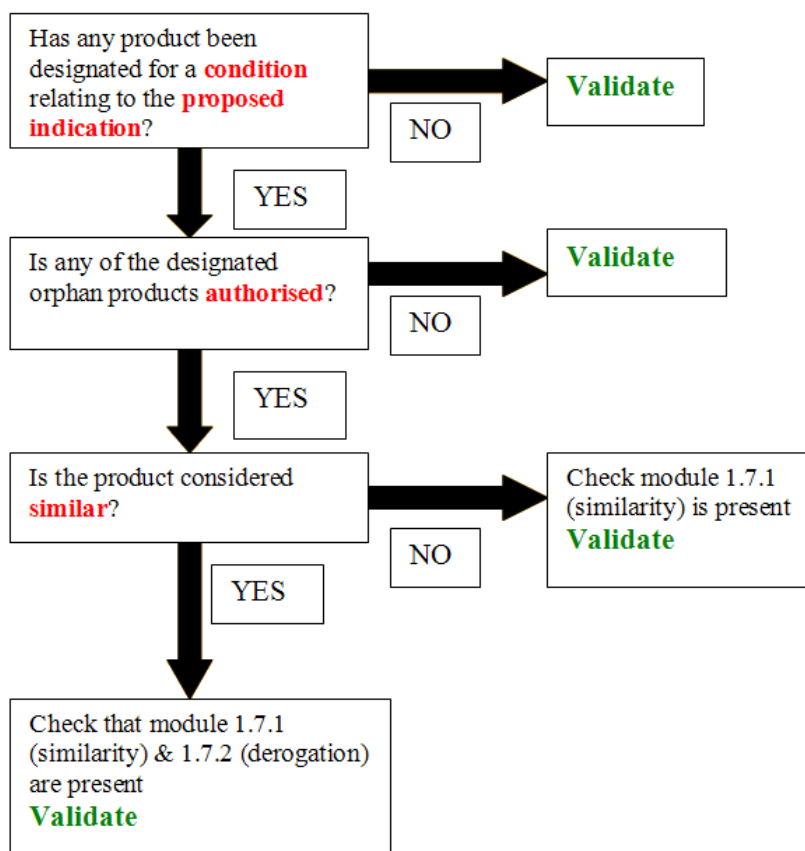 Has any product been
designated for a condition
relating to the proposed
indication?
Validate
NO
YES
Is any of the designated
orphan products authorised?
Validate
NO
YES
Is the product considered
similar?
Check module 1.7.1
(similarity) is present
Validate
NO
YES
Check that module 1.7.1
(similarity) & 1.7.2 (derogation)
are present
Validate